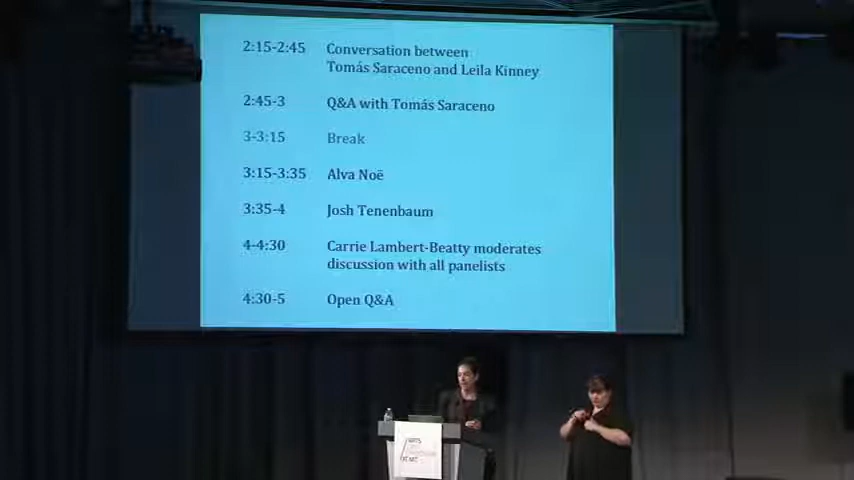 2:15-2:45 Conversation between
Tomás Saraceno and Leila Kinney
2:45-3 Q&A with Tomás Saraceno
3-3:15 Break
3:15-3:35 Alva Noë
3:35-4 Josh Tenenbaum
4-4:30 Carrie Lambert-Beatty moderates
discussion with all panelists
4:30-5 Open Q&A
ARTS